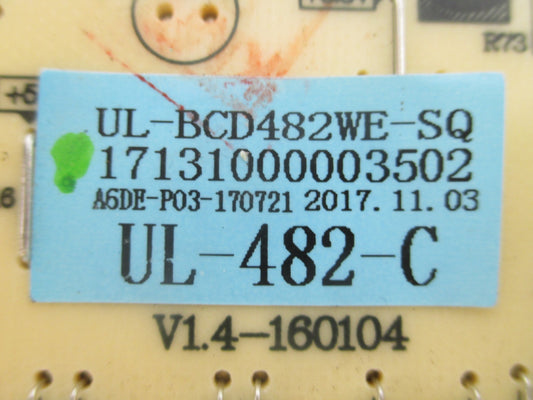 R73
+5
UL-BCD482WE-SQ
17131000003502
A6DE-P03-170721 2017.11.03
6
UL-482-C
V1.4-160104